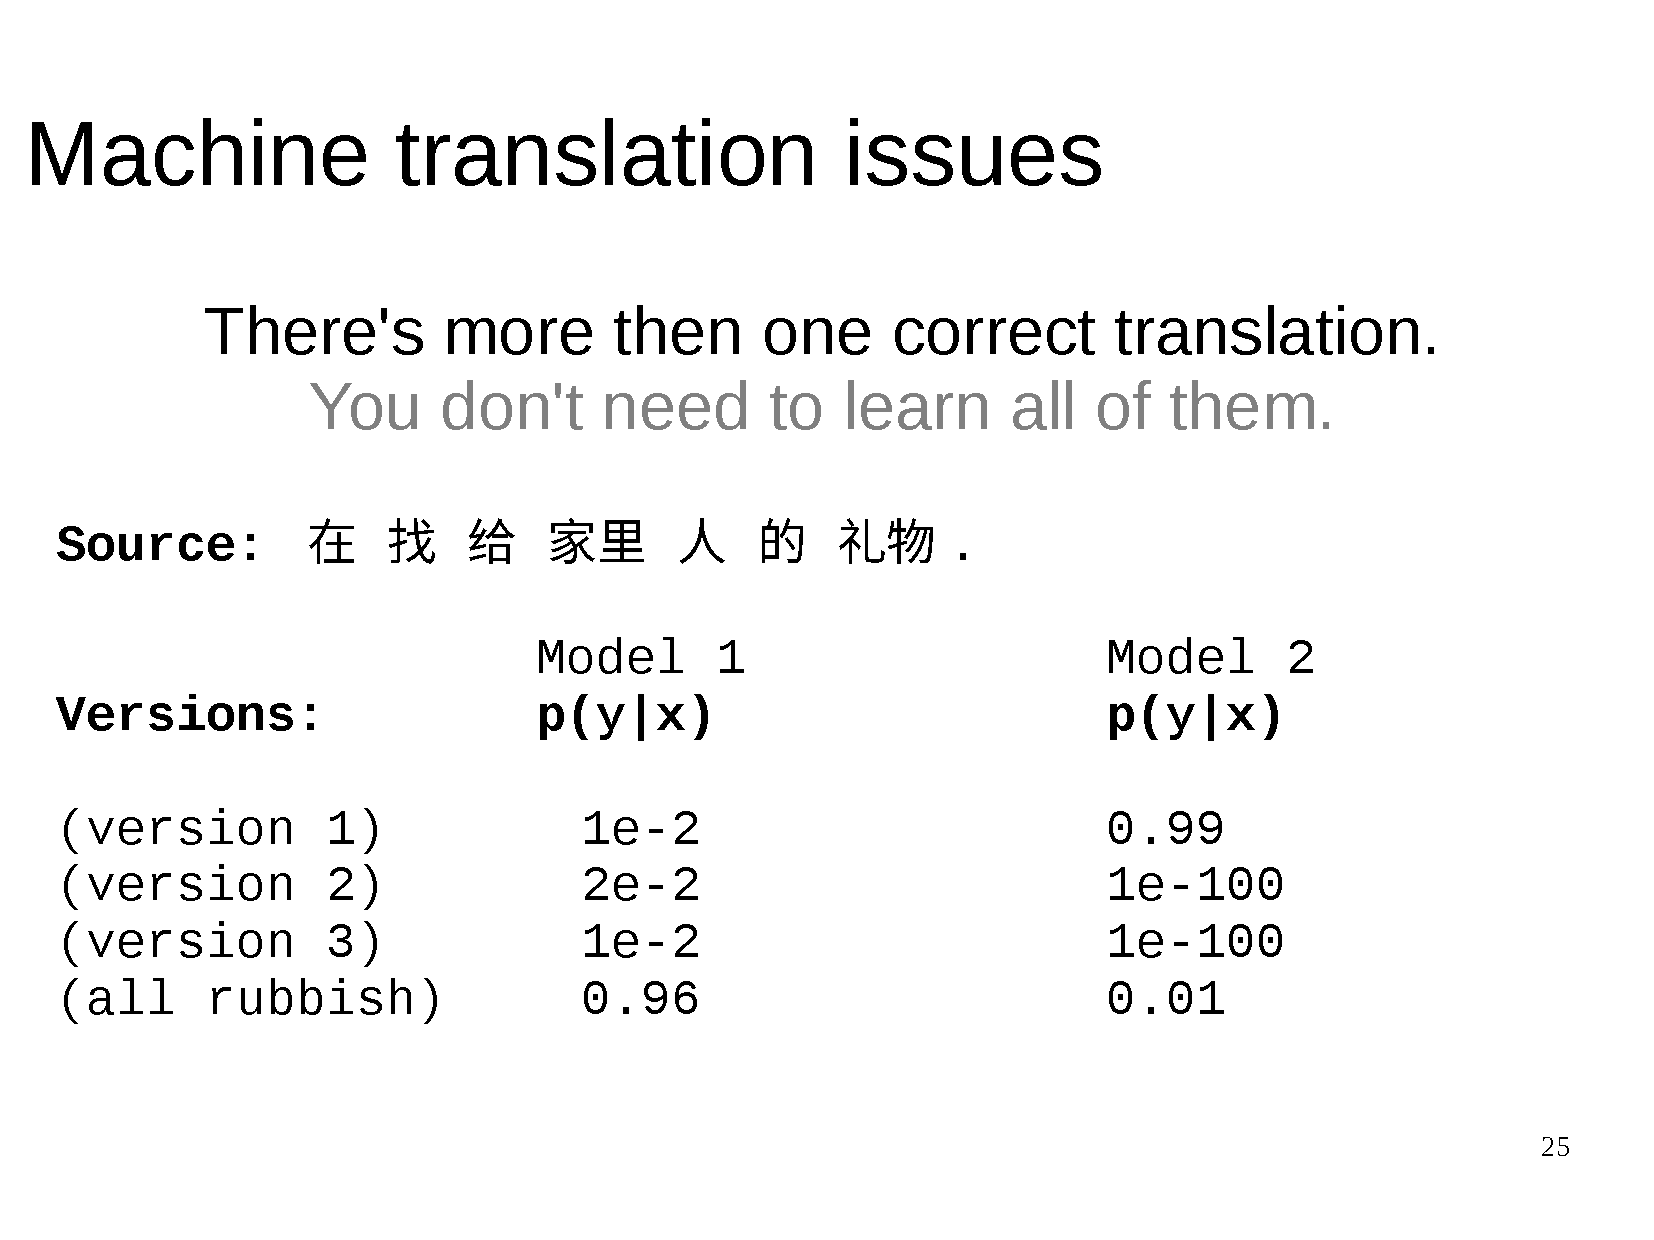 Machine translation issues
There's more then one correct translation.
You don't need to learn all of them.
Source: 在 找 给 家里 人 的 礼物 .
Model 1 Model 2
Versions: p(y|x) p(y|x)
(version 1) 1e-2 0.99
(version 2) 2e-2 1e-100
(version 3) 1e-2 1e-100
(all rubbish) 0.96 0.01
25